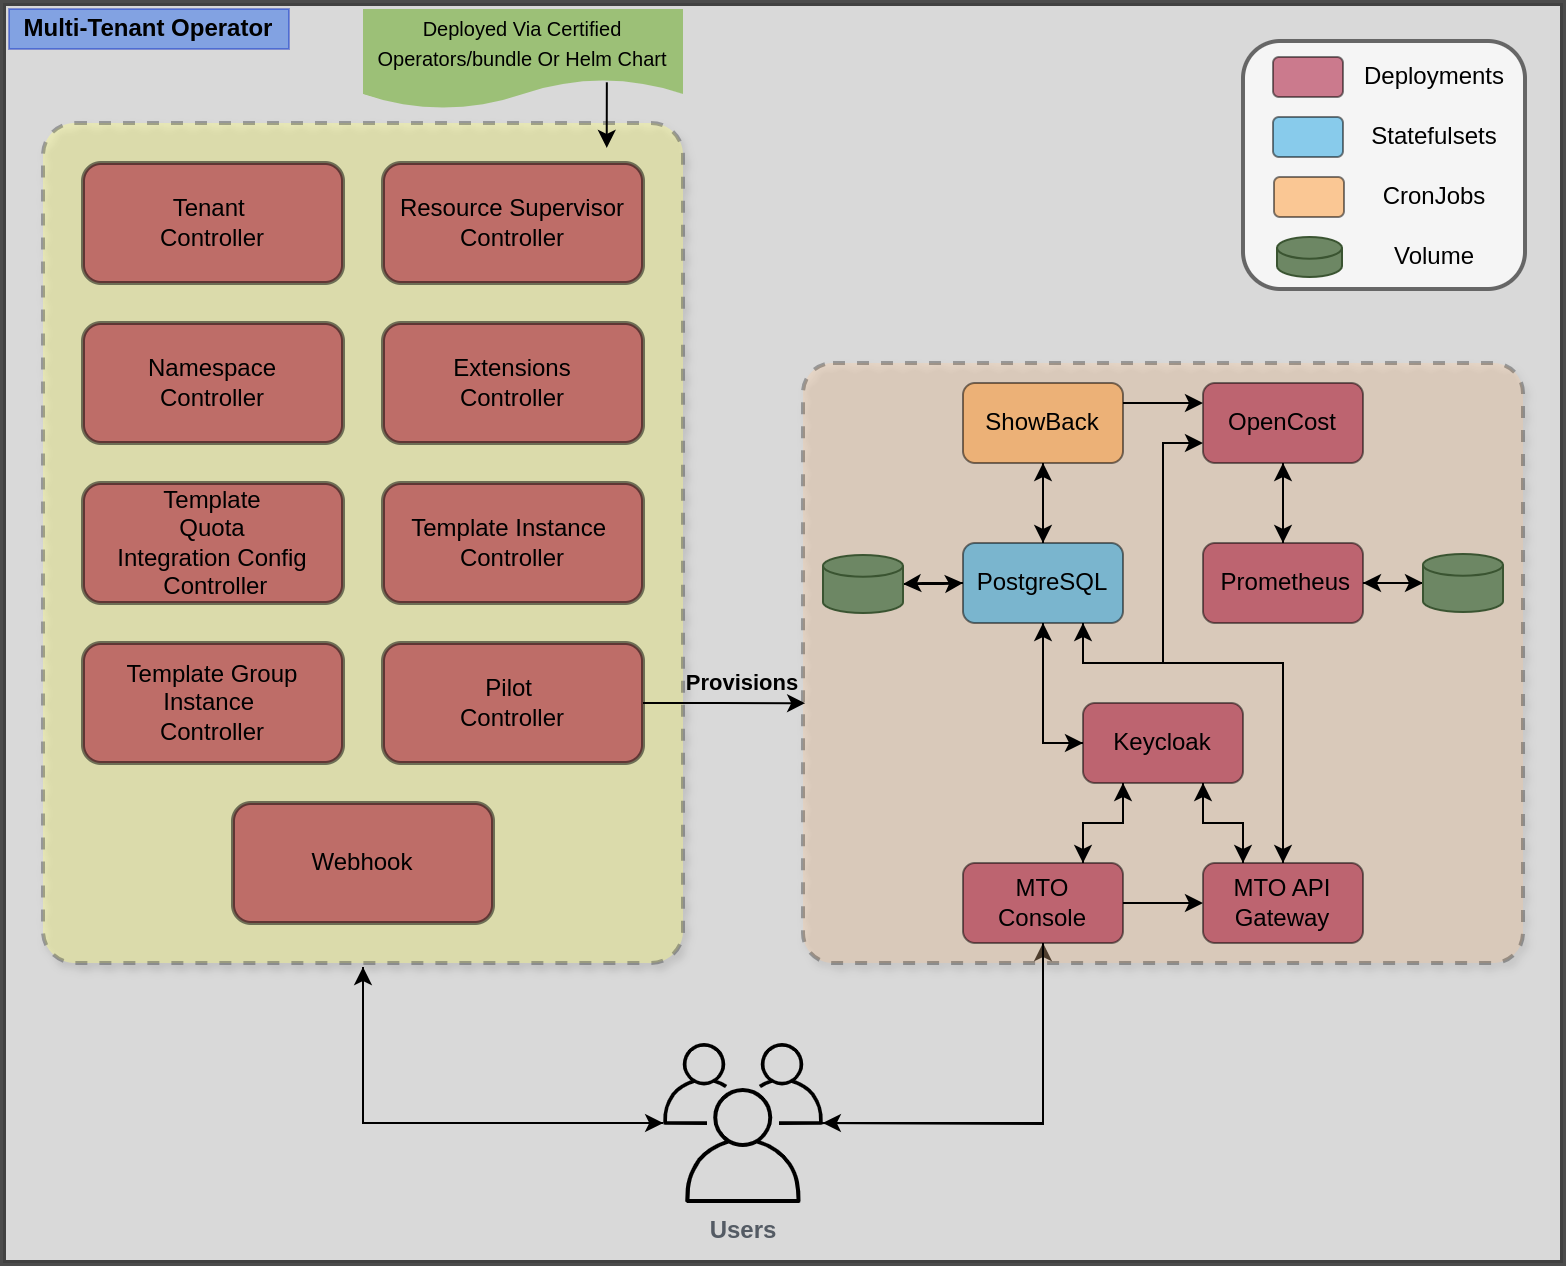 Multi-Tenant Operator
Deployed Via Certified
Operators/bundle Or Helm Chart
Deployments
Statefulsets
CronJobs
Volume
Tenant
Controller
Resource Supervisor
Controller
Namespace
Controller
Extensions
Controller
Template
Quota
Integration Config
Controller
Template Instance
Controller
Template Group
Instance
Controller
Pilot
Controller
Webhook
Provisions
ShowBack
OpenCost
PostgreSQL
Prometheus
Keycloak
MTO
Console
MTO API
Gateway
Users